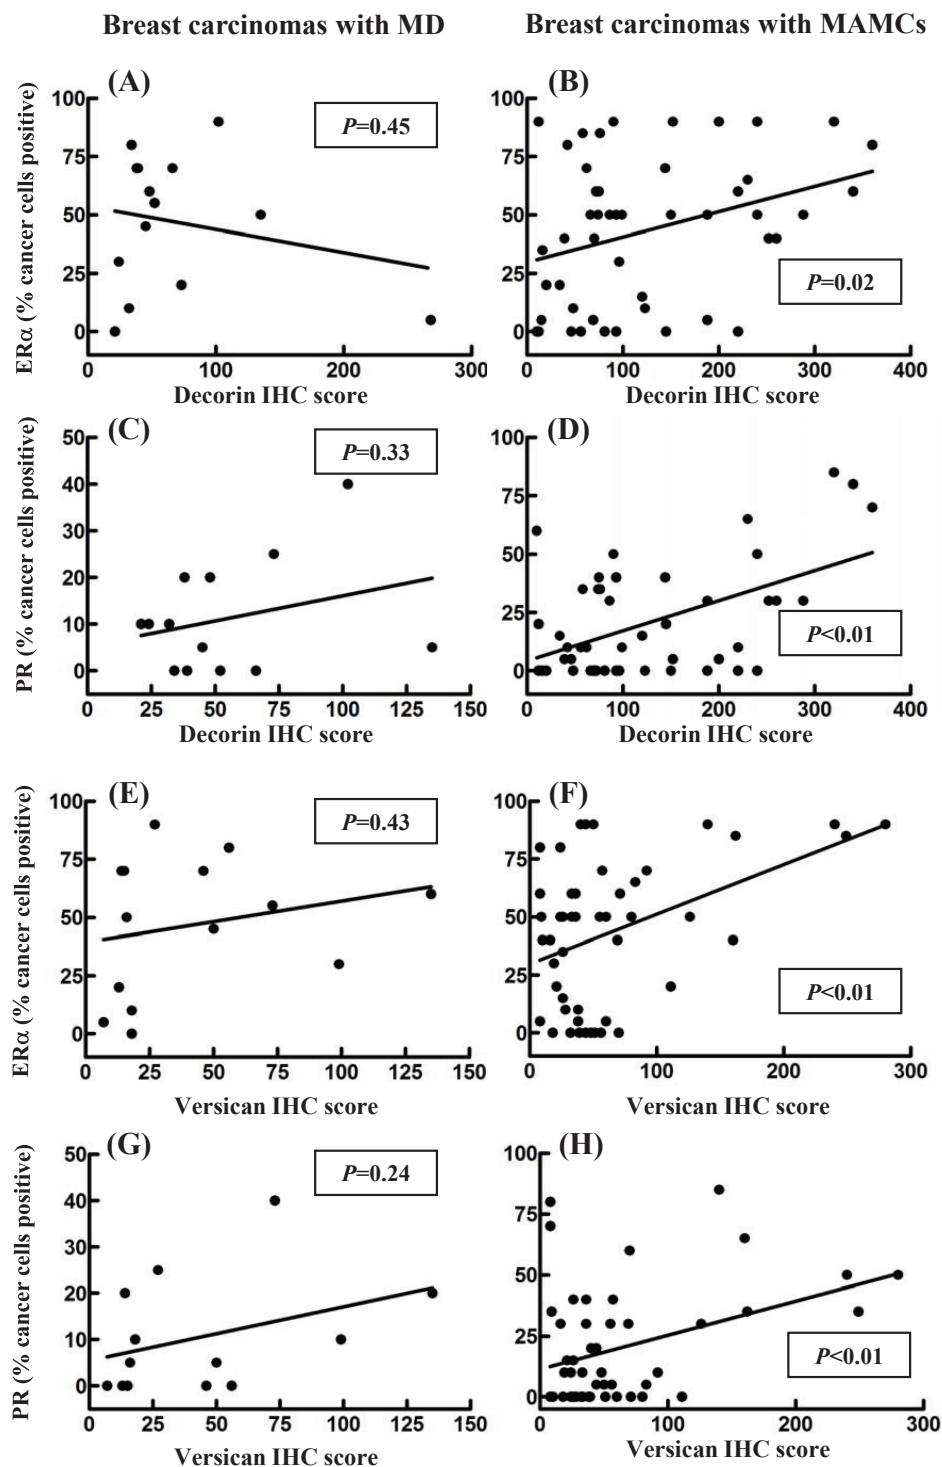 Breast carcinomas with MD
Breast carcinomas with MAMCs
(A)
P=0.45
ERα (% cancer cells positive)
100
75
50
25
0
0 100 200 300
Decorin IHC score
(B)
P=0.02
100
75
50
25
0
0 100 200 300 400
Decorin IHC score
(C)
P=0.33
PR (% cancer cells positive)
50
40
30
20
10
0
0 25 50 75 100 125 150
Decorin IHC score
(D)
P<0.01
100
75
50
25
0
0 100 200 300 400
Decorin IHC score
(E)
P=0.43
ERα (% cancer cells positive)
100
75
50
25
0
0 25 50 75 100 125 150
Versican IHC score
(F)
P<0.01
100
75
50
25
0
0 100 200 300
Versican IHC score
(G)
P=0.24
PR (% cancer cells positive)
50
40
30
20
10
0
0 25 50 75 100 125 150
Versican IHC score
(H)
P<0.01
100
75
50
25
0
0 100 200 300
Versican IHC score